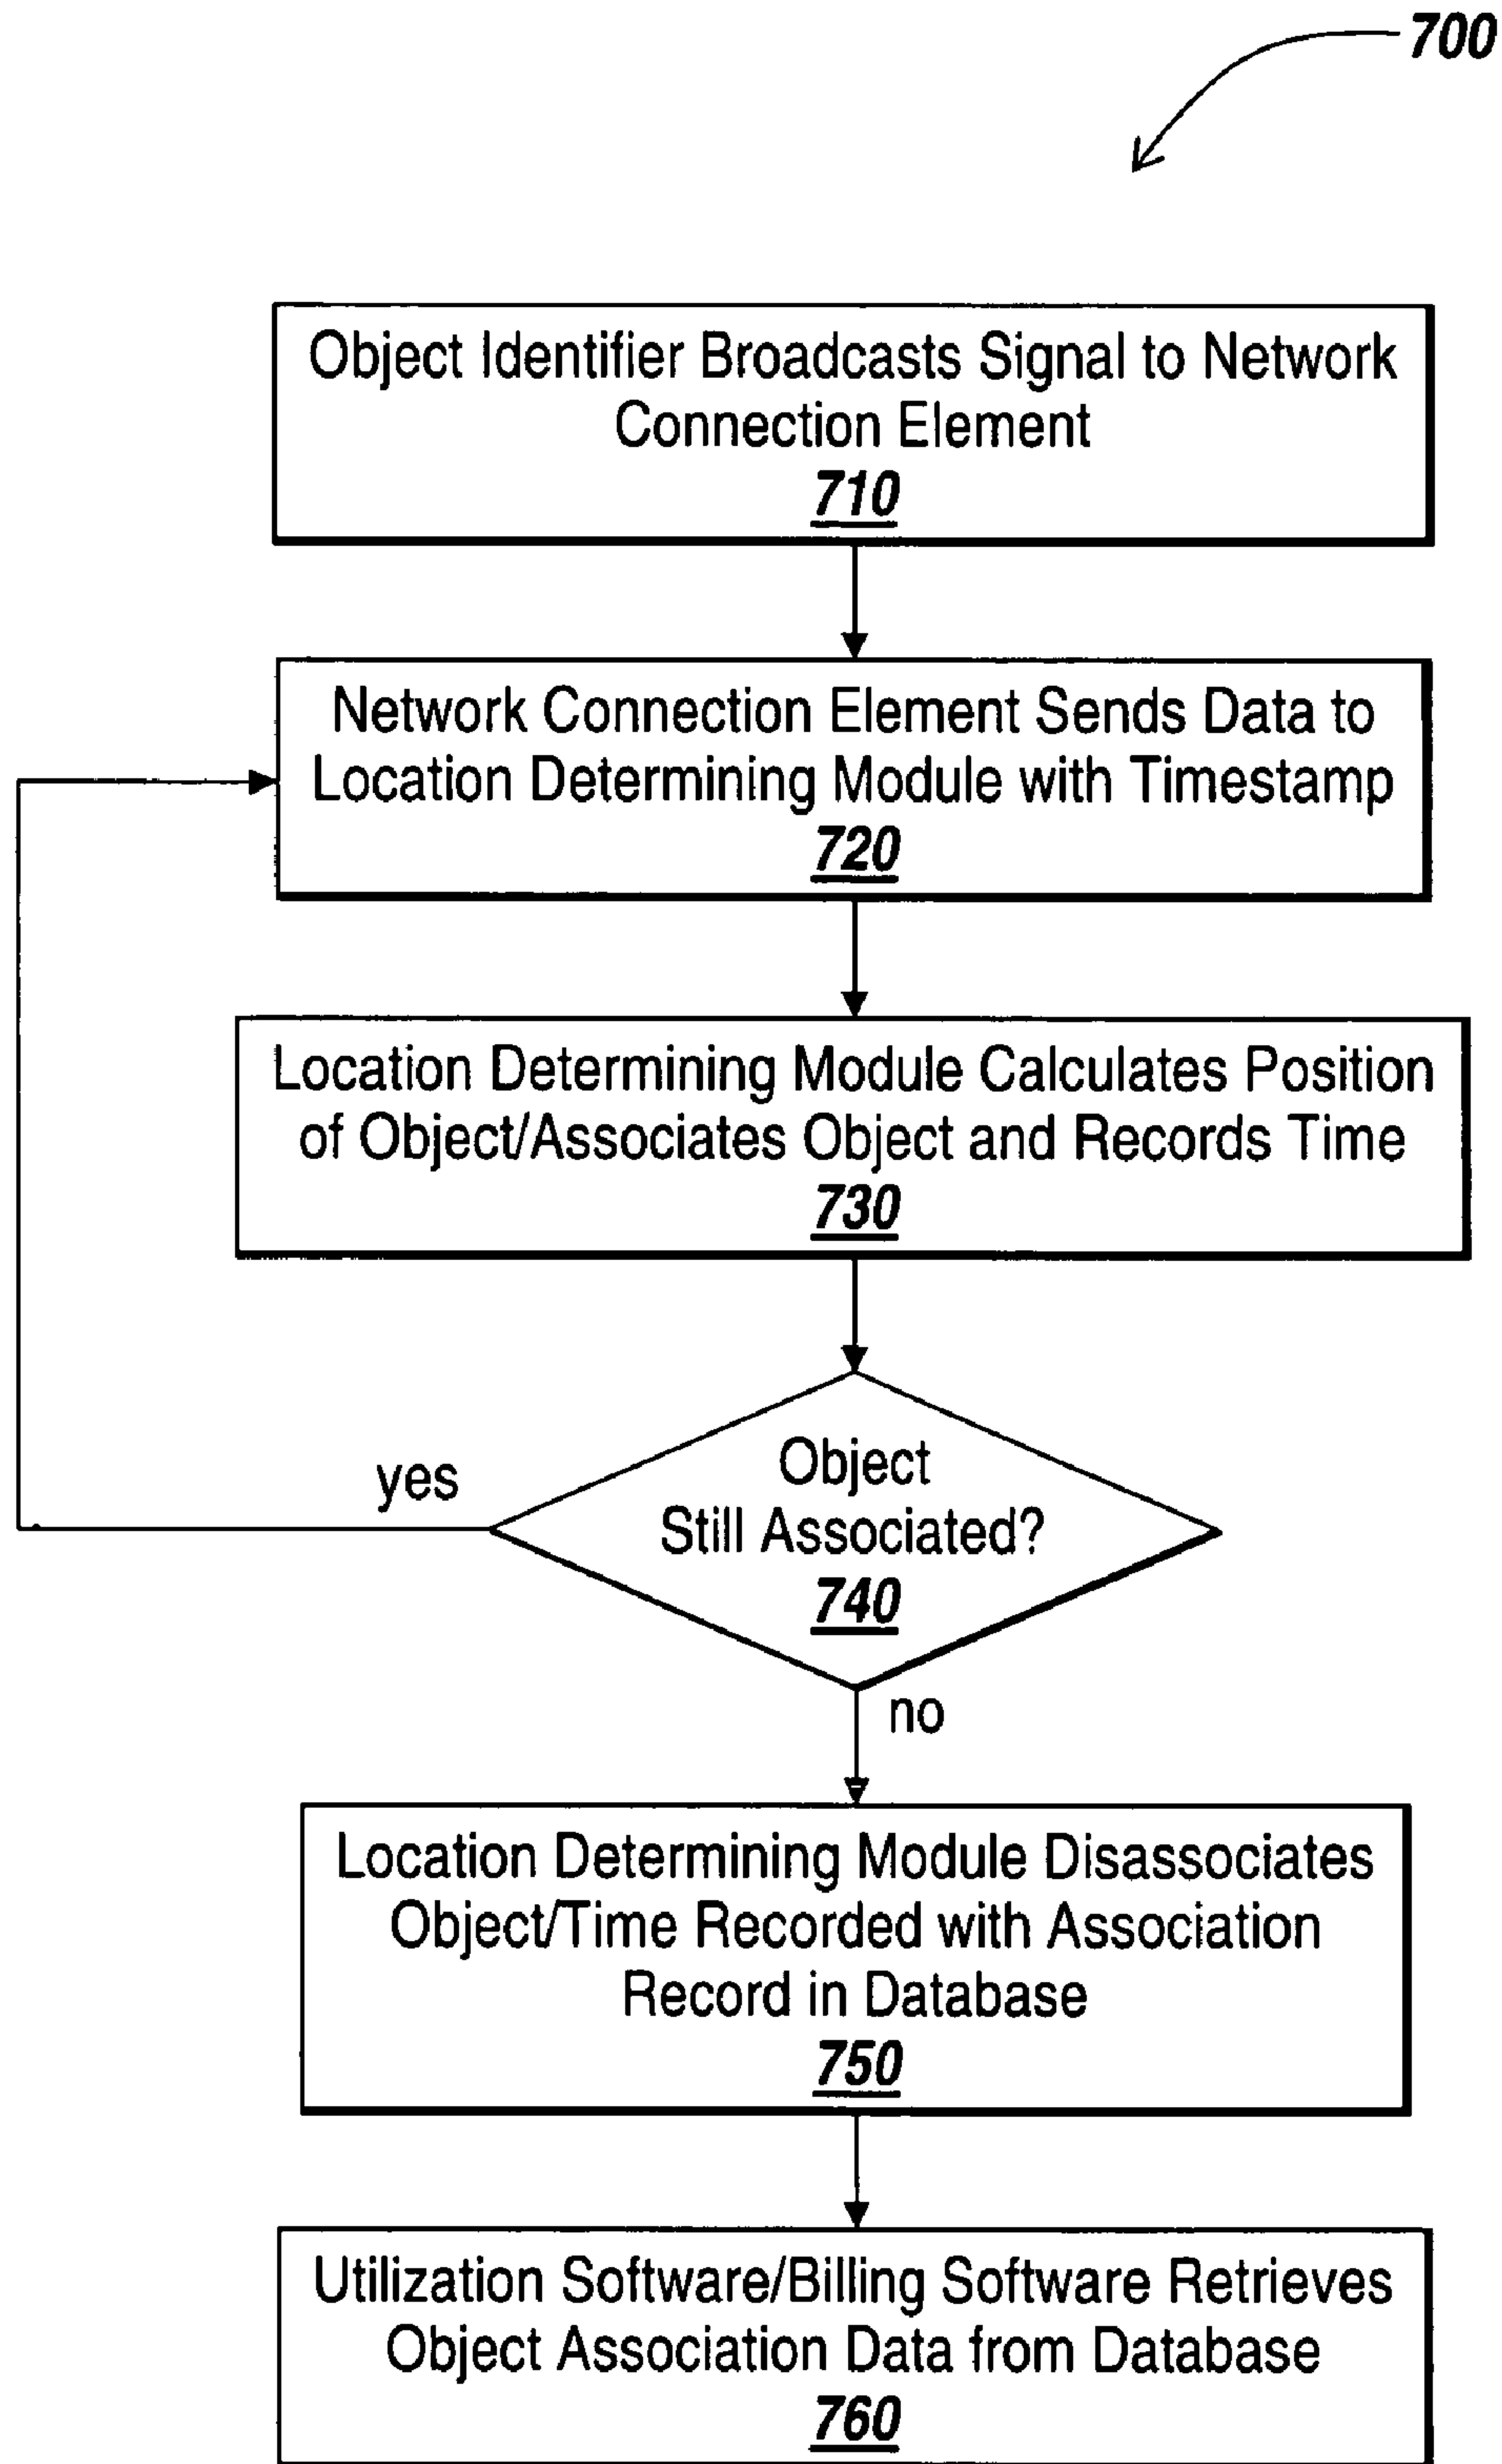 700
Object Identifier Broadcasts Signal to Network
Connection Element
710
Network Connection Element Sends Data to
Location Determining Module with Timestamp
720
Location Determining Module Calculates Position
of Object/Associates Object and Records Time
730
Object
Still Associated?
740
yes
no
Location Determining Module Disassociates
Object/Time Recorded with Association
Record in Database
750
Utilization Software/Billing Software Retrieves
Object Association Data from Database
760